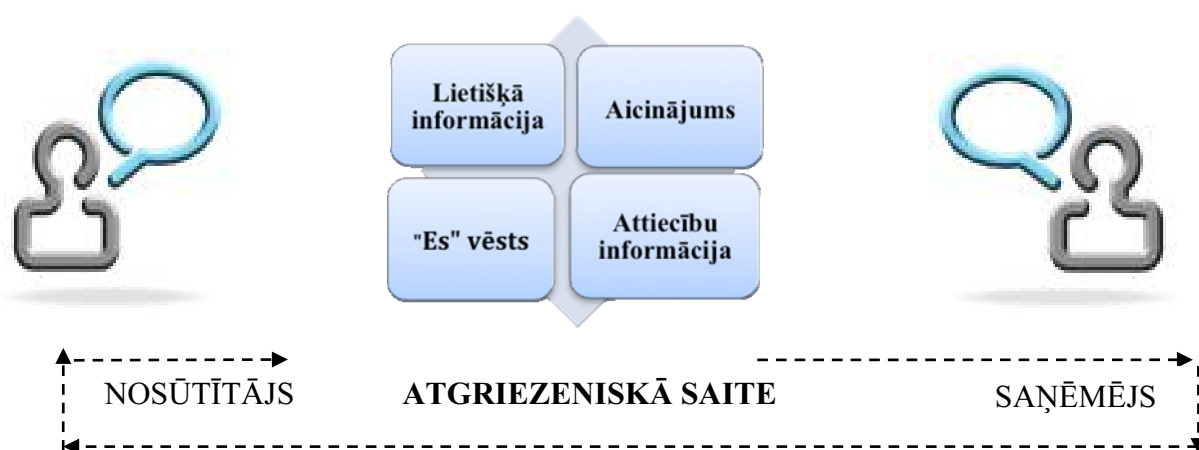 Lietišķā
informācija
Aicinājums
"Es" vēsts
Attiecību
informācija
NOSŪTĪTĀJS
ATGRIEZENISKĀ SAITE
SAŅĒMĒJS